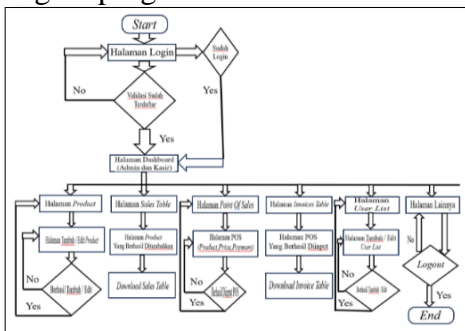 Start
Halaman Login
Sudah
Login
No
Validasi Sudah
Terdaftar
Yes
Yes
Halaman Dashboard
(Admin dan Kasir)
Halaman Product
Halaman Sales Table
Halaman Point Of Sales
Halaman Invoices Table
Halaman
User List
Halaman Lainnya
Halaman Tambah / Edit Product
Halaman Product
Yang Berhasil Ditambahkan
Halaman POS
(Product,Price,Payment)
Halaman POS
Yang Berhasil Diinput
Halaman Tambah / Edit
User List
No
Logout
No
Berhasil Tambah / Edit
Yes
Download Sales Table
No
Yes
Download Invoice Table
No
Berhasil Tambah / Edit
Yes
Yes
End